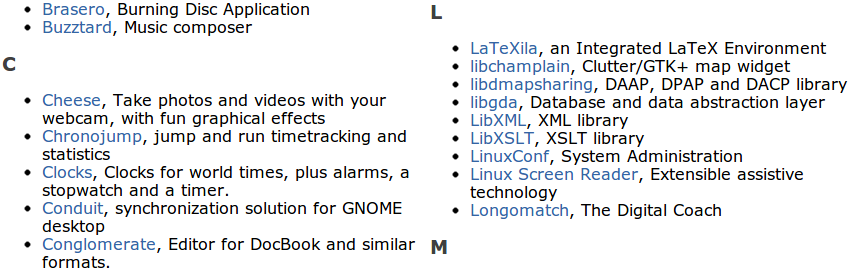 Brasero, Burning Disc Application
Buzztard, Music composer
C
Cheese, Take photos and videos with your
webcam, with fun graphical effects
Chronojump, jump and run timetracking and
statistics
Clocks, Clocks for world times, plus alarms, a
stopwatch and a timer.
Conduit, synchronization solution for GNOME
desktop
Conglomerate, Editor for DocBook and similar
formats.
L
LaTeXila, an Integrated LaTeX Environment
libchamplain, Clutter/GTK+ map widget
libdmapsharing, DAAP, DPAP and DACP library
libgda, Database and data abstraction layer
LibXML, XML library
LibXSLT, XSLT library
LinuxConf, System Administration
Linux Screen Reader, Extensible assistive
technology
Longomatch, The Digital Coach
M